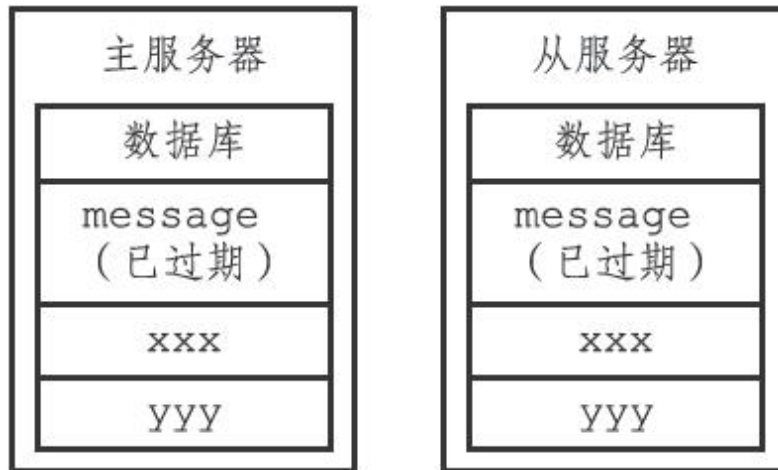 主服务器
数据库
message
（已过期）
xxx
yyy
从服务器
数据库
message
（已过期）
xxx
yyy